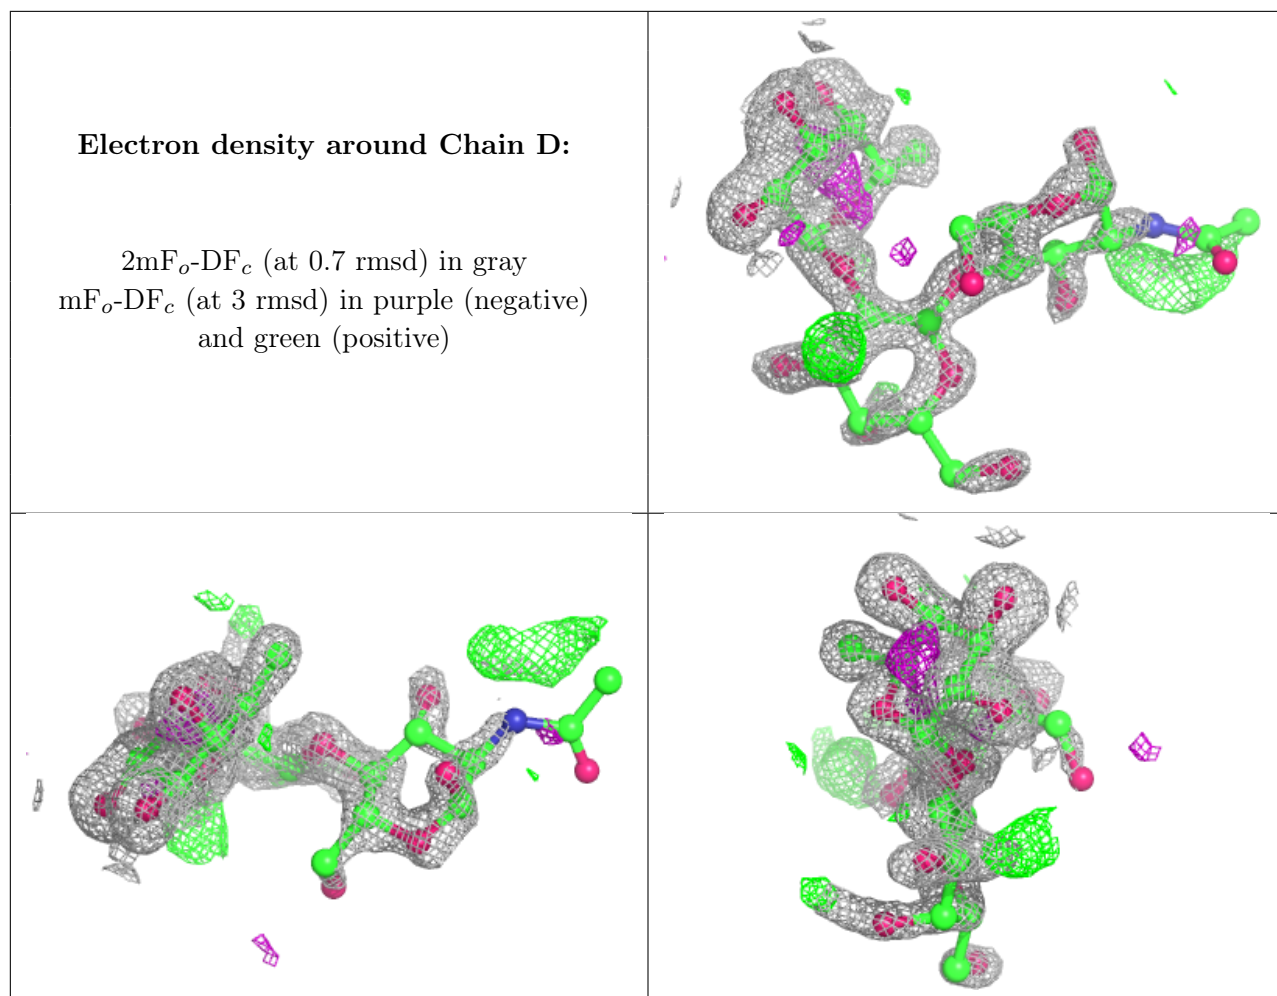 Electron density around Chain D:
2mFₒ-DF𝒸 (at 0.7 rmsd) in gray
mFₒ-DF𝒸 (at 3 rmsd) in purple (negative)
and green (positive)